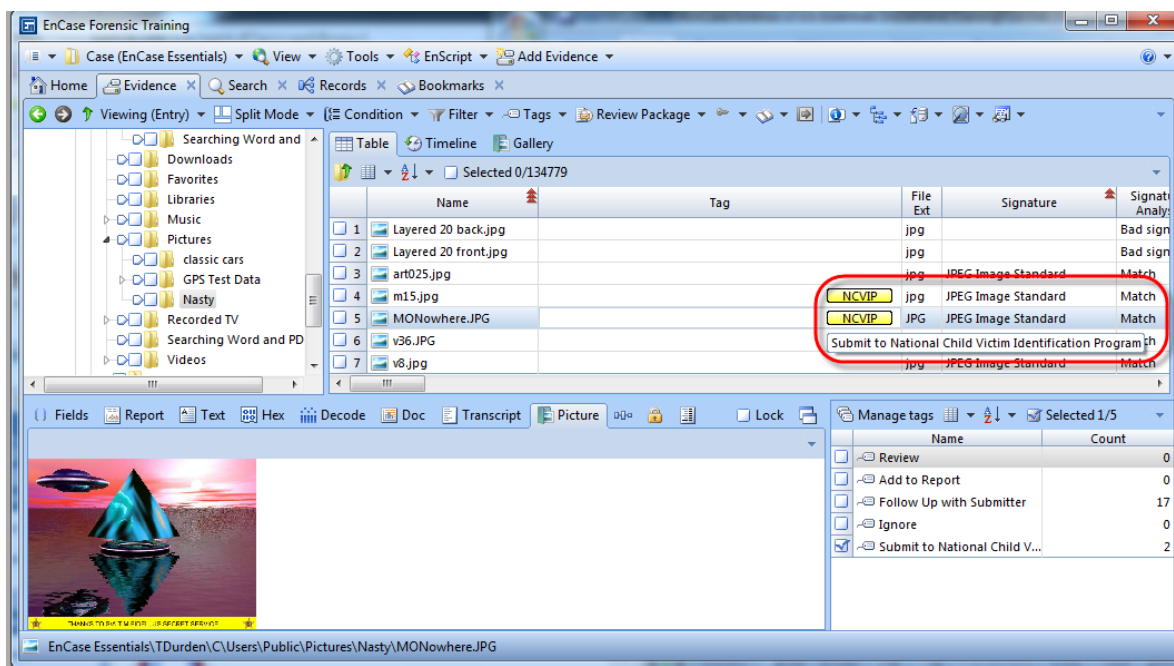 EnCase Forensic Training
Case (EnCase Essentials) View Tools EnScript Add Evidence
Home Evidence Search Records Bookmarks
Viewing (Entry) Split Mode Condition Filter Tags Review Package
Searching Word and
Downloads
Favorites
Libraries
Music
Pictures
classic cars
GPS Test Data
Nasty
Recorded TV
Searching Word and PD
Videos
Table Timeline Gallery
Selected 0/134779
Name Tag File Ext Signature Signatu Analy
1 Layered 20 back.jpg jpg Bad sign
2 Layered 20 front.jpg jpg Bad sign
3 art025.jpg jpg JPEG Image Standard Match
4 m15.jpg NCVIP jpg JPEG Image Standard Match
5 MONowhere.JPG NCVIP JPG JPEG Image Standard Match
6 v36.JPG
Submit to National Child Victim Identification Program
7 v8.jpg jpg JPEG Image Standard Match
Fields Report Text Hex Decode Doc Transcript Picture Lock
THANKS TO SECRET SERVICE
Manage tags Selected 1/5
Name Count
Review 0
Add to Report 0
Follow Up with Submitter 17
Ignore 0
Submit to National Child V... 2
EnCase Essentials\TDurden\C\Users\Public\Pictures\Nasty\MONowhere.JPG